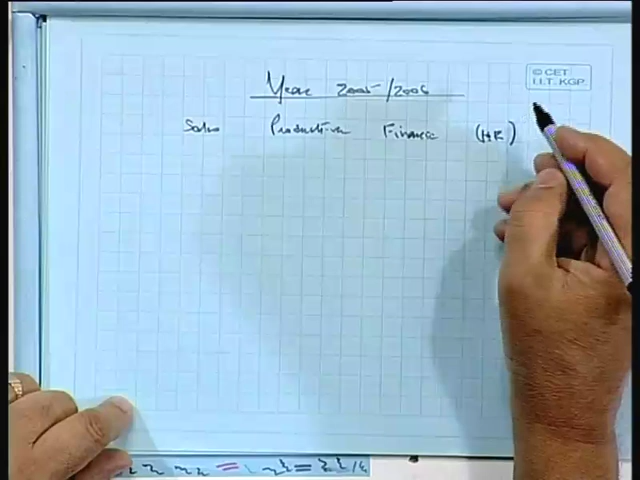 © CET
I.I.T. KGP
Year 2005/2006
Sales Production Finance (HR)